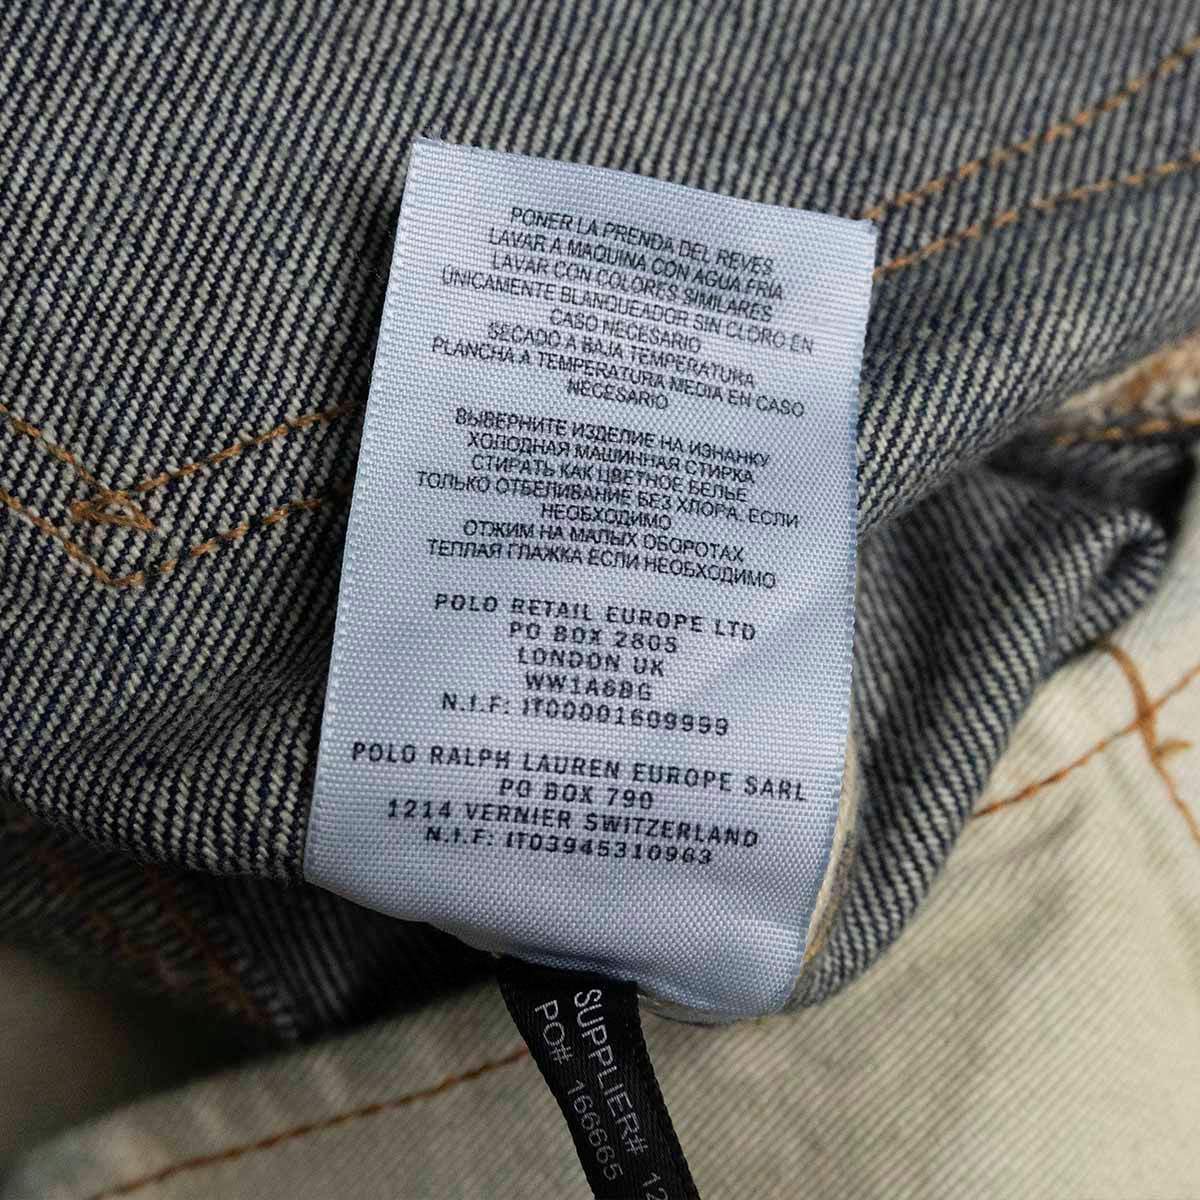 PONER LA PRENDA DEL REVES
LAVAR A MAQUINA CON AGUA FRÍA
LAVAR CON COLORES SIMILARES
ÚNICAMENTE BLANQUEADOR SIN CLORO EN
CASO NECESARIO
SECADO A BAJA TEMPERATURA
PLANCHA A TEMPERATURA MEDIA EN CASO
NECESARIO
ВЫВЕРНИТЕ ИЗДЕЛИЕ НА ИЗНАНКУ
ХОЛОДНАЯ МАШИННАЯ СТИРКА
СТИРАТЬ КАК ЦВЕТНОЕ БЕЛЬЕ
ТОЛЬКО ОТБЕЛИВАНИЕ БЕЗ ХЛОРА, ЕСЛИ
НЕОБХОДИМО
ОТЖИМ НА МАЛЫХ ОБОРОТАХ
ТЕПЛАЯ ГЛАЖКА ЕСЛИ НЕОБХОДИМО
POLO RETAIL EUROPE LTD
PO BOX 2805
LONDON UK
WW1A6BG
N.I.F: IT00001609999
POLO RALPH LAUREN EUROPE SARL
PO BOX 790
1214 VERNIER SWITZERLAND
N.I.F: IT03945310963
SUPPLIER# 12
PO# 166665